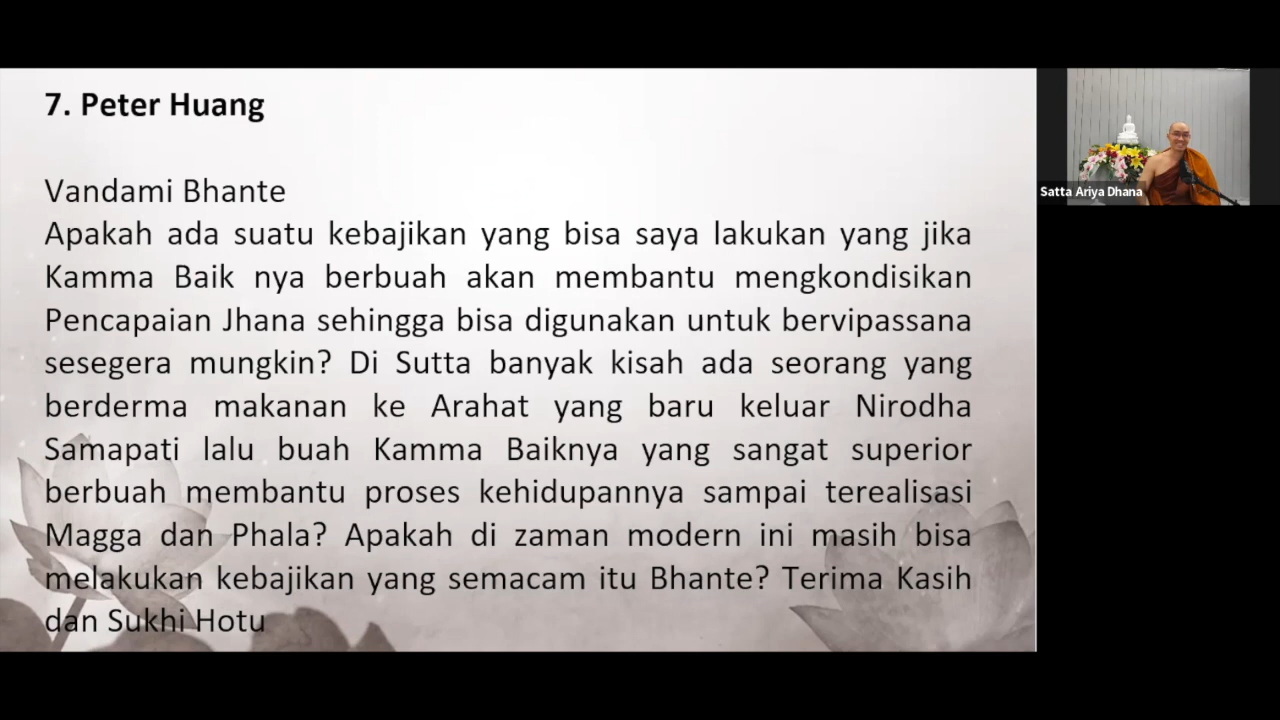 7. Peter Huang
Vandami Bhante
Apakah ada suatu kebajikan yang bisa saya lakukan yang jika
Kamma Baik nya berbuah akan membantu mengkondisikan
Pencapaian Jhana sehingga bisa digunakan untuk bervipassana
sesegera mungkin? Di Sutta banyak kisah ada seorang yang
berderma makanan ke Arahat yang baru keluar Nirodha
Samapati lalu buah Kamma Baiknya yang sangat superior
berbuah membantu proses kehidupannya sampai terealisasi
Magga dan Phala? Apakah di zaman modern ini masih bisa
melakukan kebajikan yang semacam itu Bhante? Terima Kasih
dan Sukhi Hotu
Satta Ariya Dhana